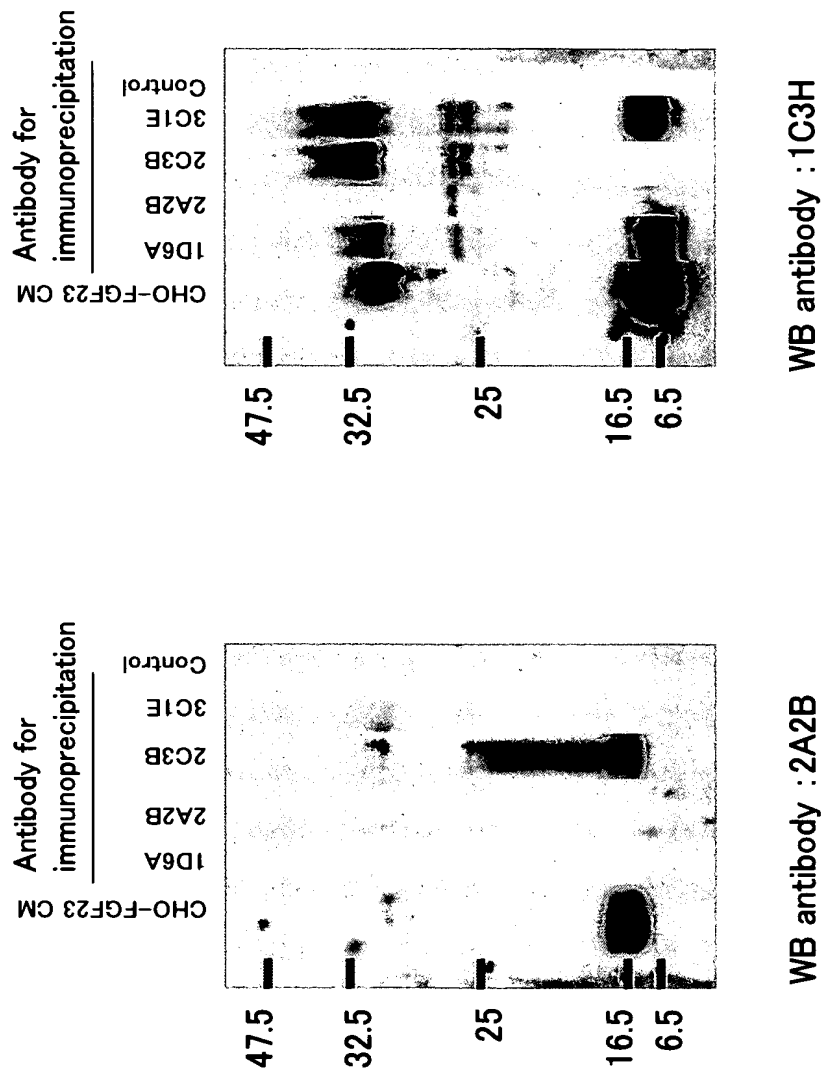 Antibody for
immunoprecipitation
CHO-FGF23 CM
1D6A
2A2B
2C3B
3C1E
Control
47.5
32.5
25
16.5
6.5
WB antibody : 2A2B
Antibody for
immunoprecipitation
CHO-FGF23 CM
1D6A
2A2B
2C3B
3C1E
Control
47.5
32.5
25
16.5
6.5
WB antibody : 1C3H